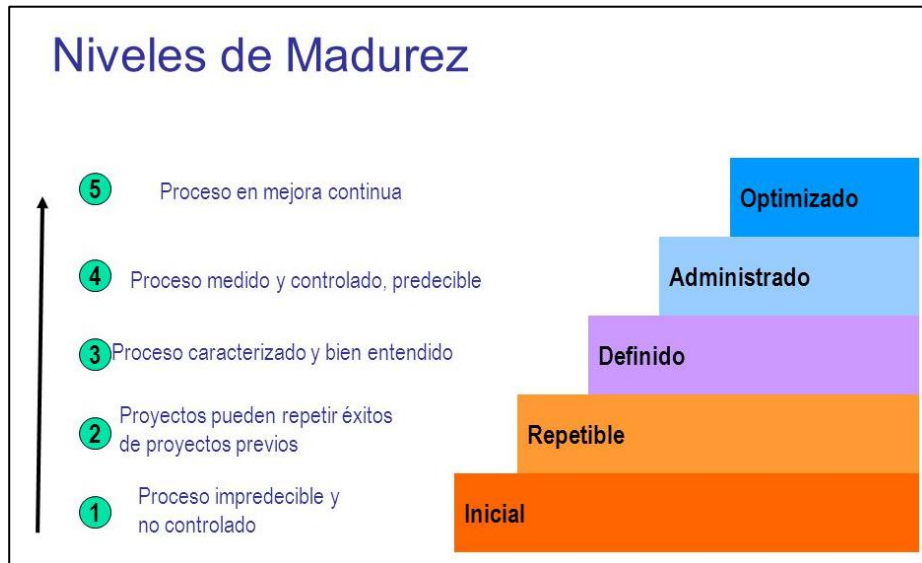 Niveles de Madurez
5
Proceso en mejora continua
Optimizado
4
Proceso medido y controlado, predecible
Administrado
3
Proceso caracterizado y bien entendido
Definido
2
Proyectos pueden repetir éxitos
de proyectos previos
Repetible
1
Proceso impredecible y
no controlado
Inicial